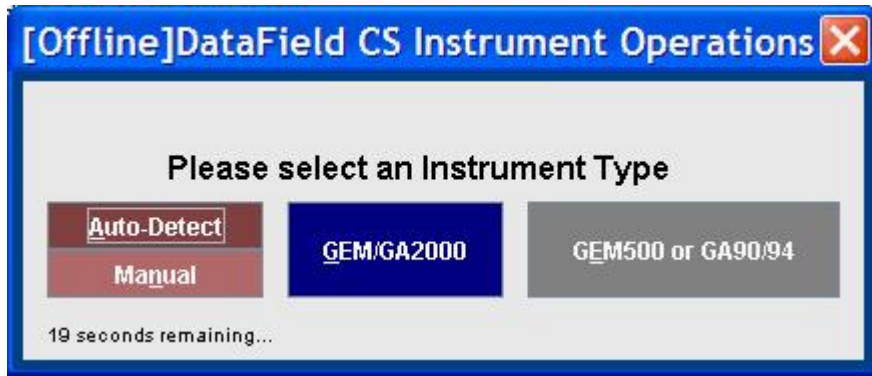 [Offline]DataField CS Instrument Operations
Please select an Instrument Type
Auto-Detect
Manual
GEM/GA2000
GEM500 or GA90/94
19 seconds remaining...